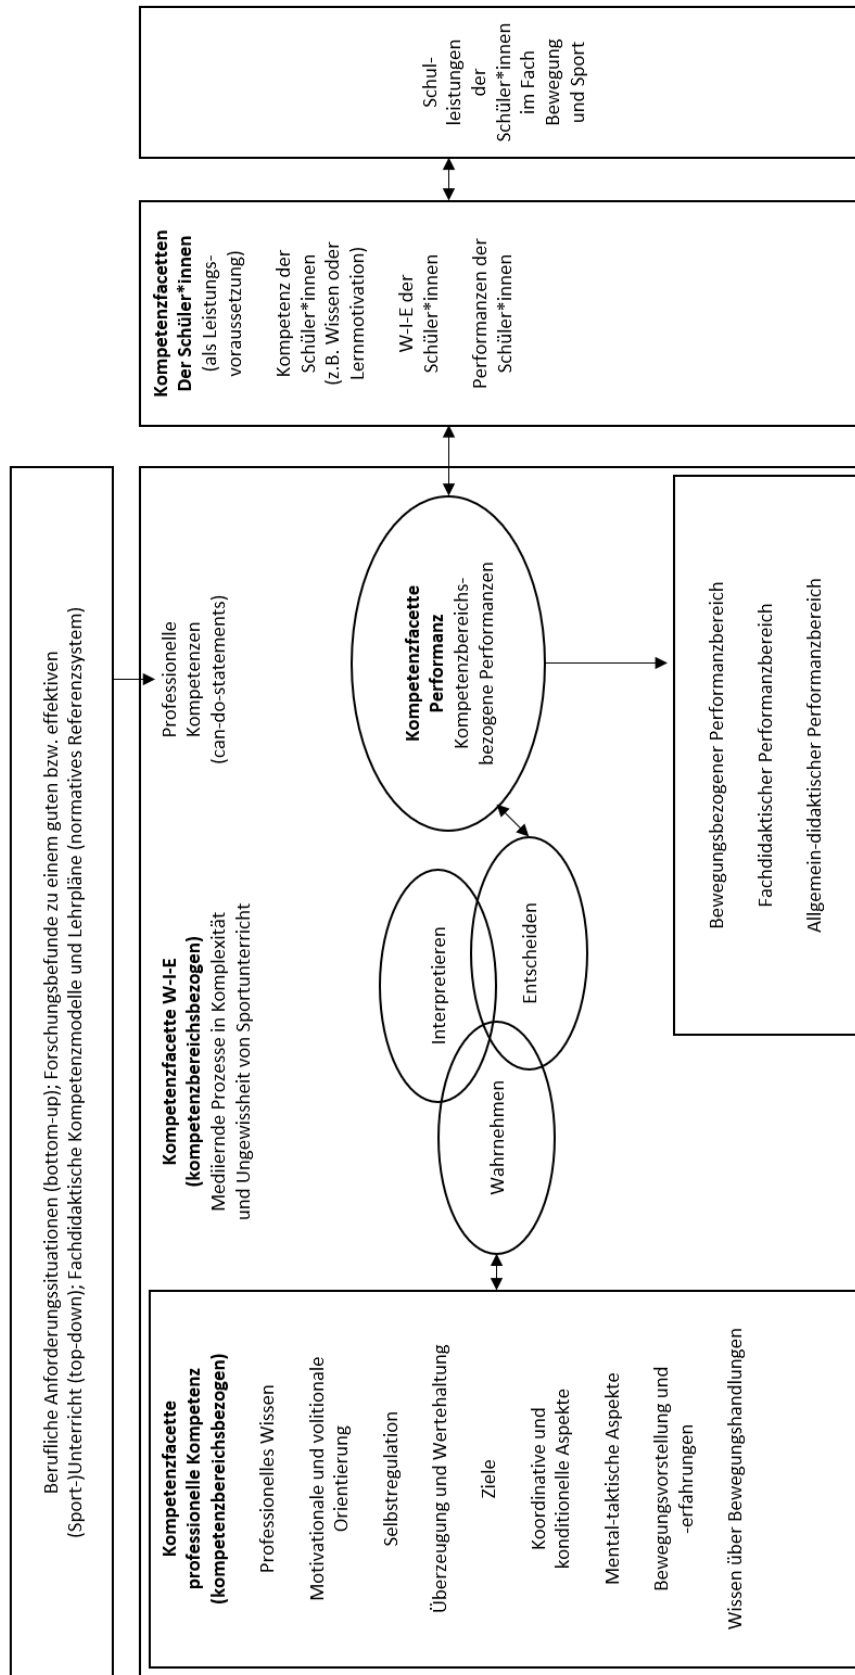 Berufliche Anforderungssituationen (bottom-up); Forschungsbefunde zu einem guten bzw. effektiven
(Sport-)Unterricht (top-down); Fachdidaktische Kompetenzmodelle und Lehrpläne (normatives Referenzsystem)
Kompetenzfacette
professionelle Kompetenz
(kompetenzbereichsbezogen)
Professionelles Wissen
Motivationale und volitionale
Orientierung
Selbstregulation
Überzeugung und Wertehaltung
Ziele
Koordinative und
konditionelle Aspekte
Mental-taktische Aspekte
Bewegungsvorstellung und
-erfahrungen
Wissen über Bewegungshandlungen
Kompetenzfacette W-I-E
(kompetenzbereichsbezogen)
Mediiernde Prozesse in Komplexität
und Ungewissheit von Sportunterricht
Wahrnehmen
Interpretieren
Entscheiden
Professionelle
Kompetenzen
(can-do-statements)
Kompetenzfacette
Performanz
Kompetenzbereichs-
bezogene Performanzen
Bewegungsbezogener Performanzbereich
Fachdidaktischer Performanzbereich
Allgemein-didaktischer Performanzbereich
Kompetenzfacetten
Der Schüler*innen
(als Leistungs-
voraussetzung)
Kompetenz der
Schüler*innen
(z.B. Wissen oder
Lernmotivation)
W-I-E der
Schüler*innen
Performanzen der
Schüler*innen
Schul-
leistungen
der
Schüler*innen
im Fach
Bewegung
und Sport